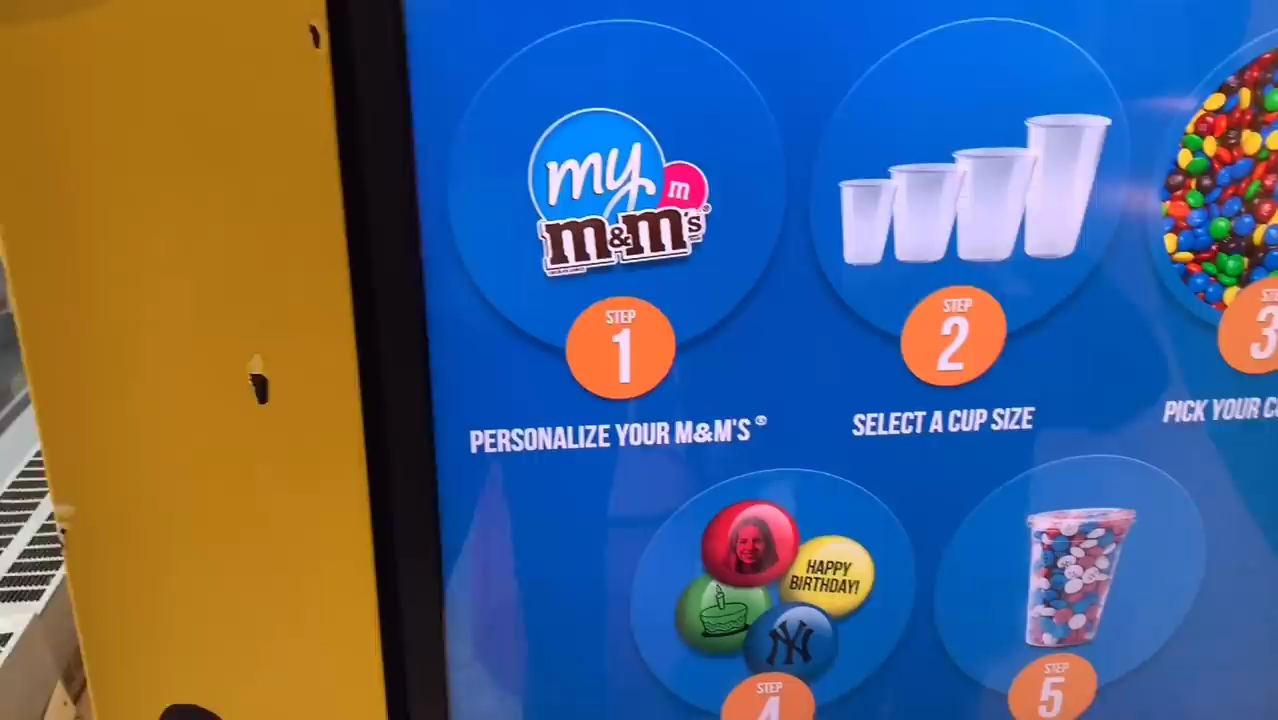 my
m
m&m's®
STEP
1
STEP
2
STEP
3
PERSONALIZE YOUR M&M'S®
SELECT A CUP SIZE
PICK YOUR
HAPPY
BIRTHDAY!
NY
STEP
4
STEP
5